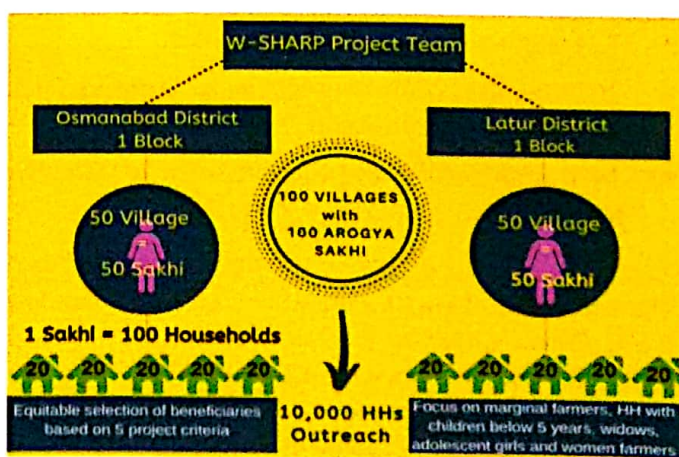 W-SHARP Project Team
Osmanabad District
1 Block
Latur District
1 Block
50 Village
=
50 Sakhi
100 VILLAGES
with
100 AROGYA
SAKHI
50 Village
=
50 Sakhi
1 Sakhi = 100 Households
20 20 20 20 20
20 20 20 20 20
Equitable selection of beneficiaries
based on 5 project criteria
10,000 HHs
Outreach
Focus on marginal farmers, HH with
children below 5 years, widows,
adolescent girls and women farmers